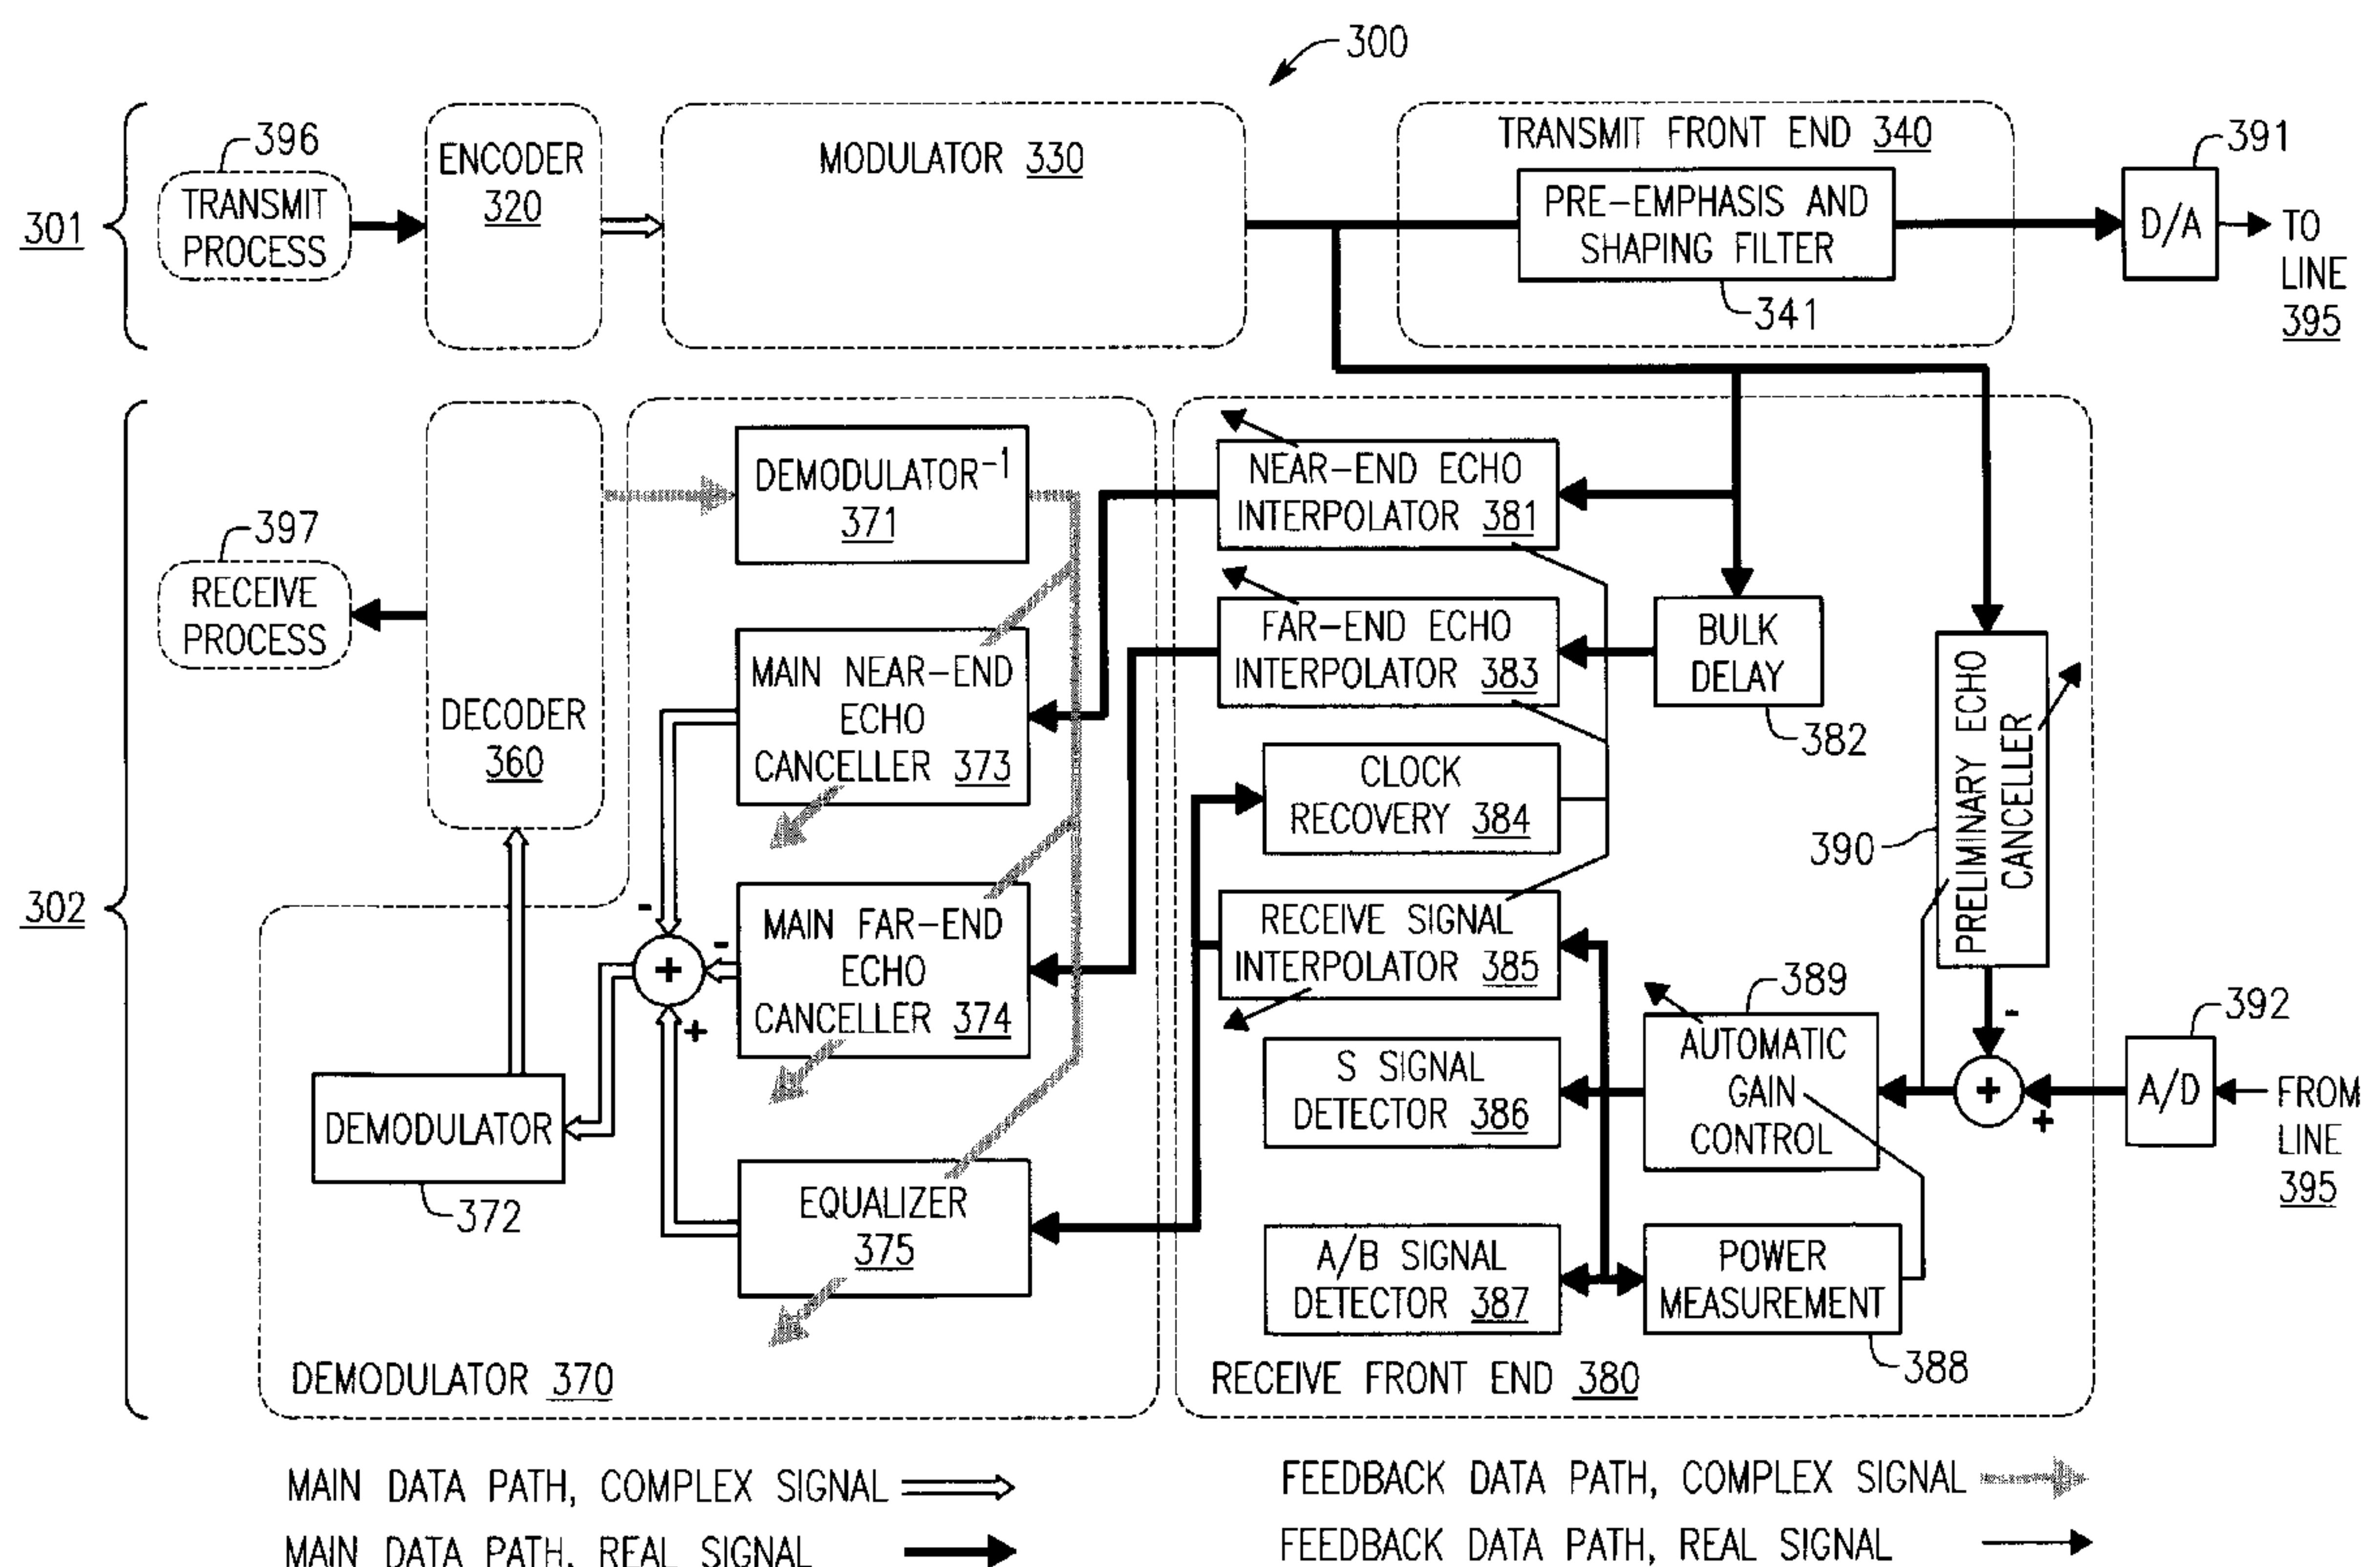 300
301
396
TRANSMIT
PROCESS
ENCODER
320
MODULATOR 330
TRANSMIT FRONT END 340
PRE-EMPHASIS AND
SHAPING FILTER
341
391
D/A
TO
LINE
395
302
397
RECEIVE
PROCESS
DECODER
360
DEMODULATOR-1
371
MAIN NEAR-END
ECHO
CANCELLER 373
MAIN FAR-END
ECHO
CANCELLER 374
EQUALIZER
375
-
-
+
+
DEMODULATOR
372
DEMODULATOR 370
NEAR-END ECHO
INTERPOLATOR 381
FAR-END ECHO
INTERPOLATOR 383
BULK
DELAY
382
CLOCK
RECOVERY 384
RECEIVE SIGNAL
INTERPOLATOR 385
S SIGNAL
DETECTOR 386
A/B SIGNAL
DETECTOR 387
389
AUTOMATIC
GAIN
CONTROL
POWER
MEASUREMENT
388
390
PRELIMINARY ECHO
CANCELLER
-
+
+
392
A/D
FROM
LINE
395
RECEIVE FRONT END 380
MAIN DATA PATH, COMPLEX SIGNAL
MAIN DATA PATH, REAL SIGNAL
FEEDBACK DATA PATH, COMPLEX SIGNAL
FEEDBACK DATA PATH, REAL SIGNAL